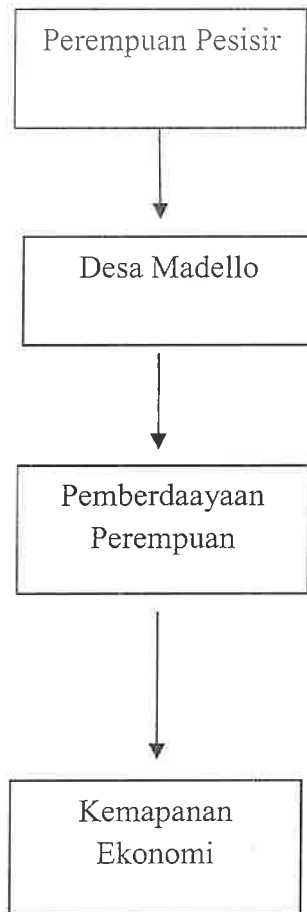 Perempuan Pesisir
Desa Madello
Pemberdaayaan
Perempuan
Kemapanan
Ekonomi